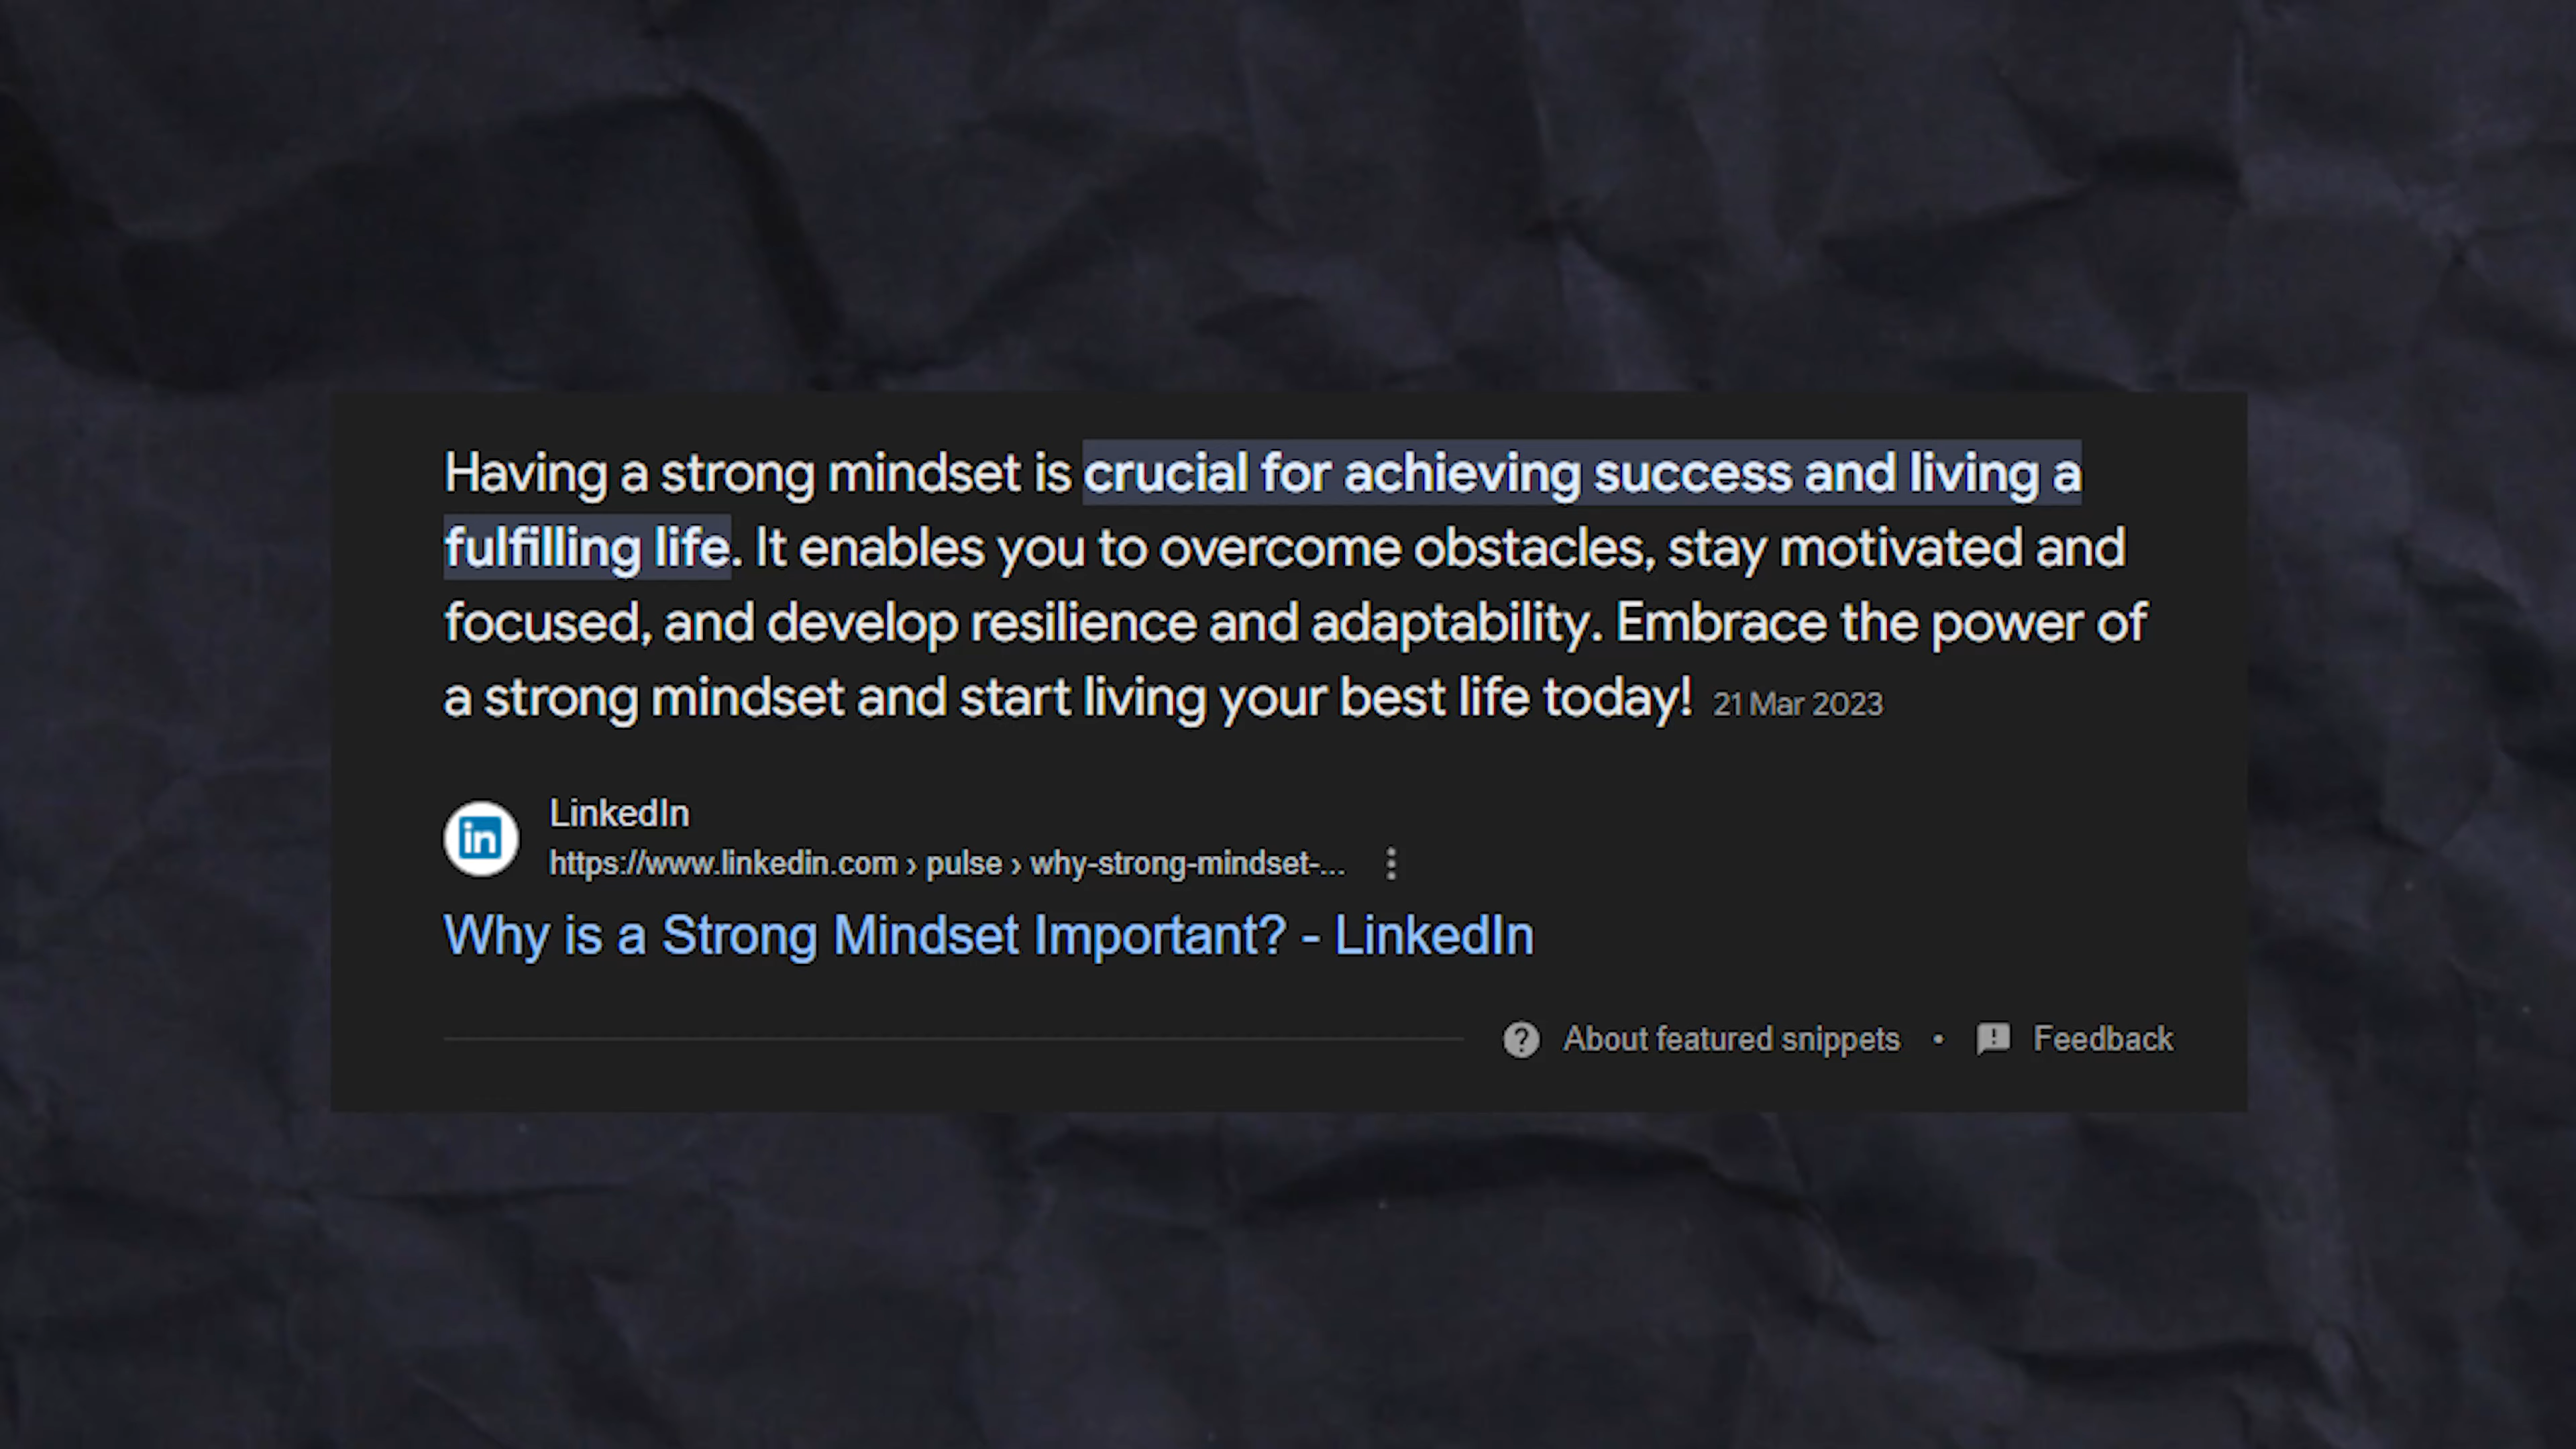 Having a strong mindset is crucial for achieving success and living a
fulfilling life. It enables you to overcome obstacles, stay motivated and
focused, and develop resilience and adaptability. Embrace the power of
a strong mindset and start living your best life today! 21 Mar 2023
in
LinkedIn
https://www.linkedin.com › pulse › why-strong-mindset-...
Why is a Strong Mindset Important? - LinkedIn
About featured snippets • Feedback